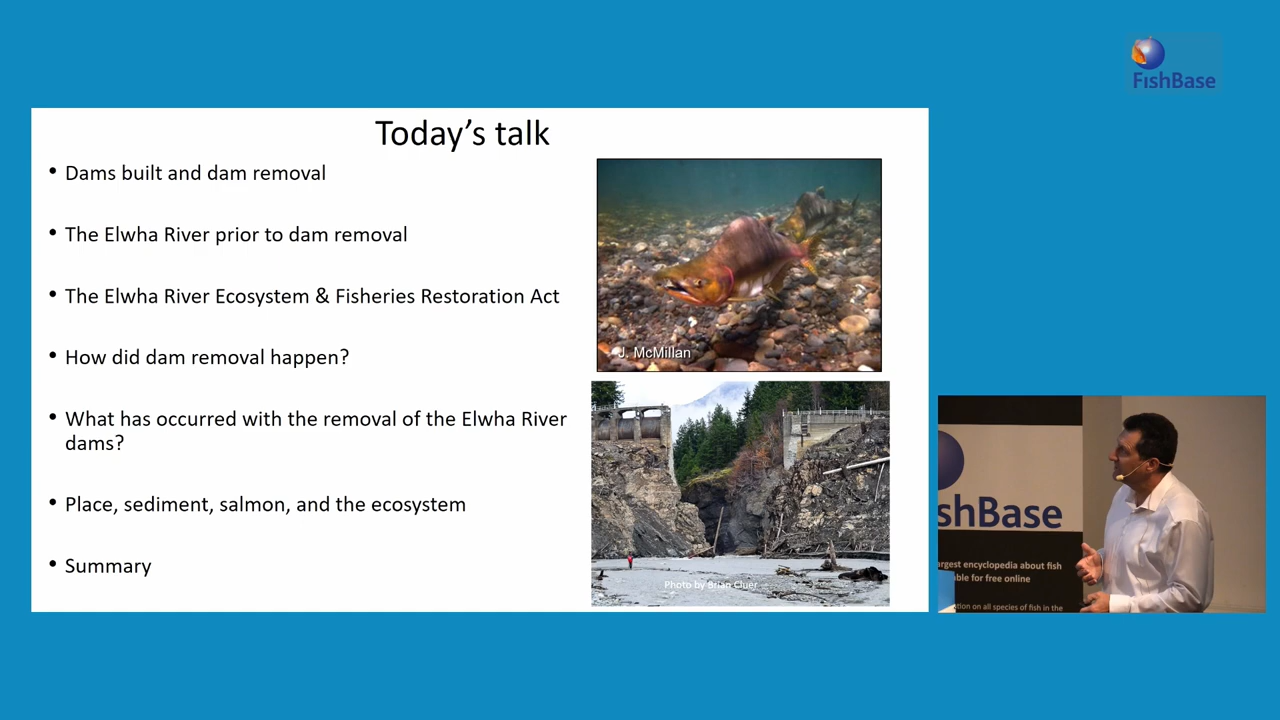 FishBase
Today's talk
• Dams built and dam removal
• The Elwha River prior to dam removal
• The Elwha River Ecosystem & Fisheries Restoration Act
• How did dam removal happen?
• What has occurred with the removal of the Elwha River
dams?
• Place, sediment, salmon, and the ecosystem
• Summary
J. McMillan
Photo by Brian Cluer
shBase
argest encyclopedia about fish
able for free online
tion on all species of fish in the